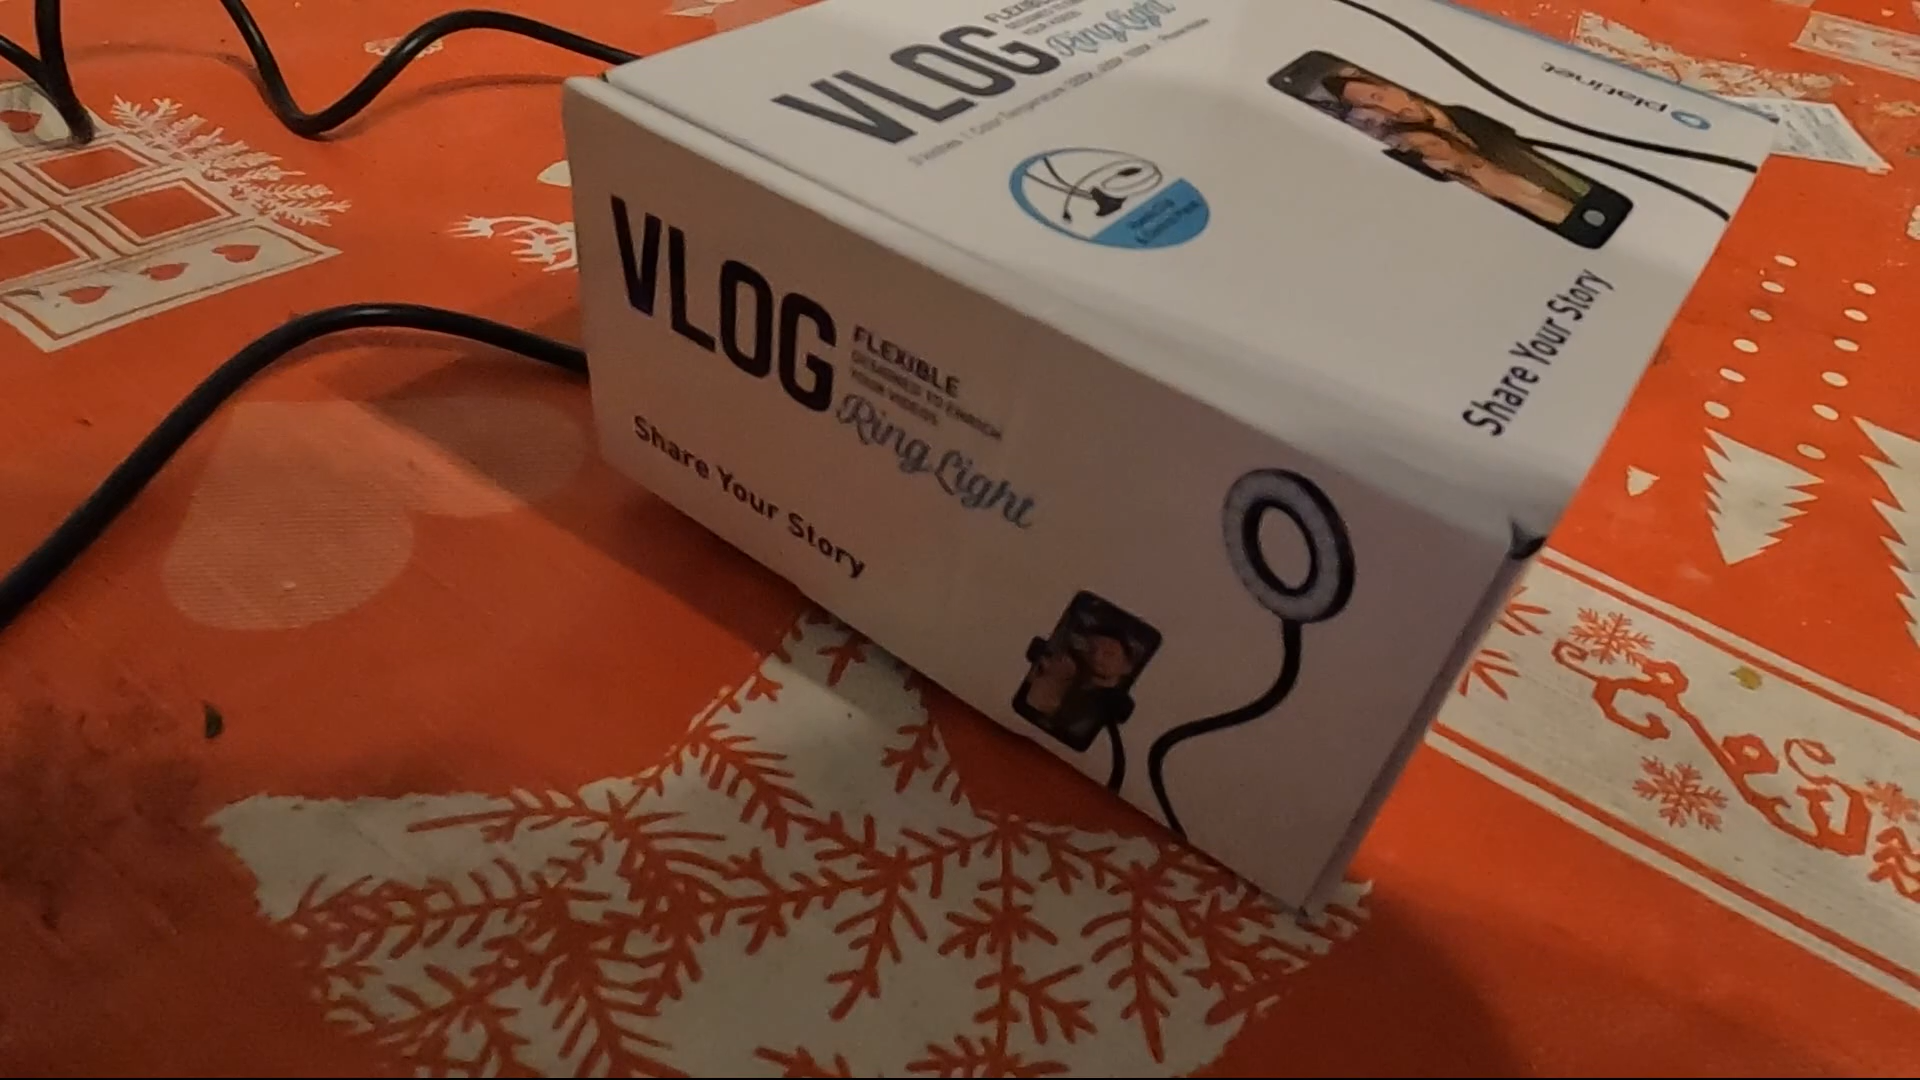 VLOG
FLEXIBLE
Ring Light
platinet
Share Your Story
VLOG
FLEXIBLE
DESIGNED TO ENRICH
YOUR VIDEOS
Ring Light
Share Your Story